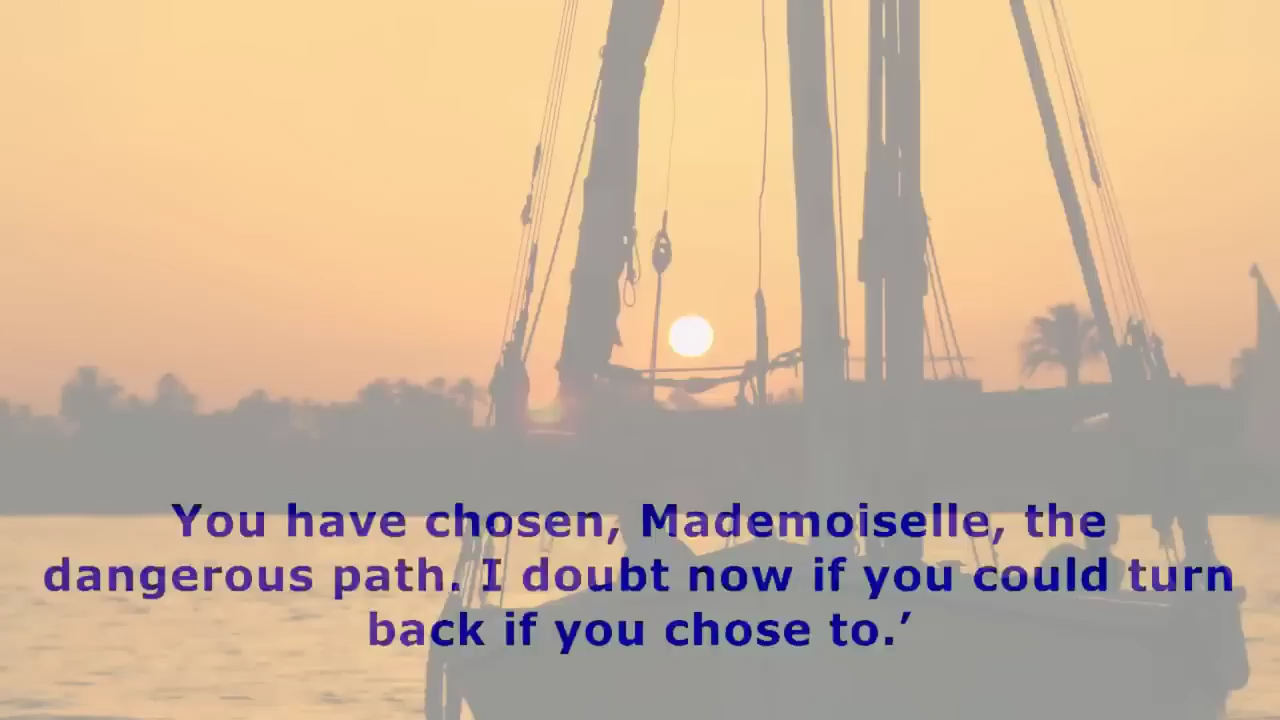 You have chosen, Mademoiselle, the
dangerous path. I doubt now if you could turn
back if you chose to.’